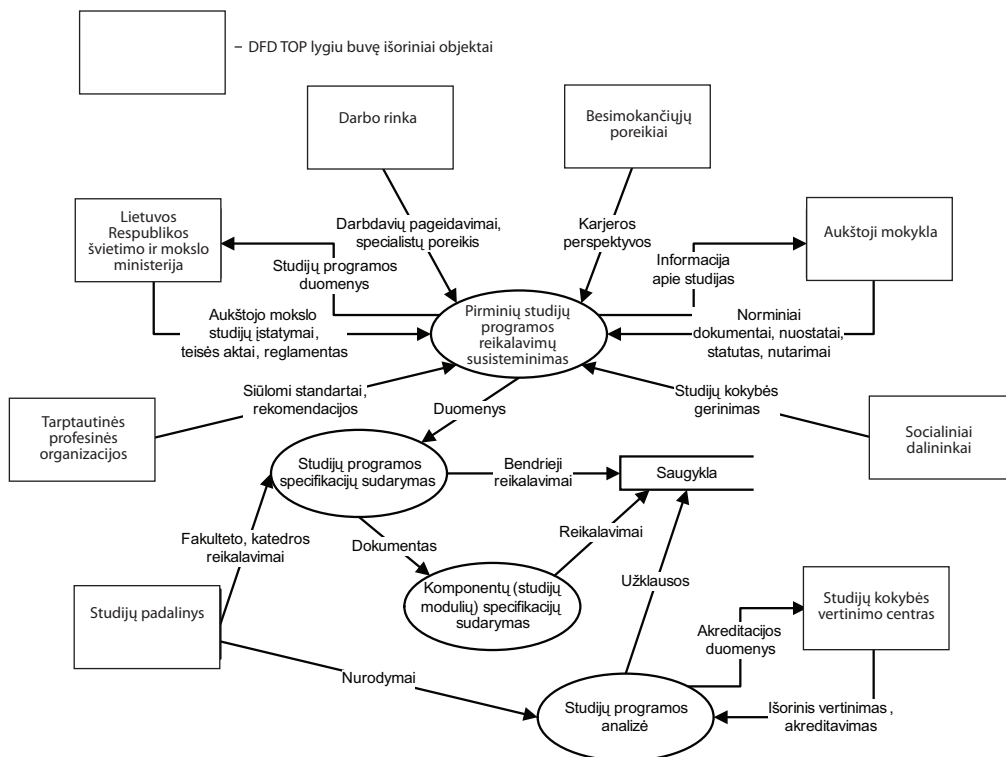 – DFD TOP lygiu buvę išoriniai objektai
Darbo rinka
Besimokančiųjų
poreikiai
Lietuvos
Respublikos
švietimo ir mokslo
ministerija
Darbdavių pageidavimai,
specialistų poreikis
Karjeros
perspektyvos
Aukštoji mokykla
Studijų programos
duomenys
Informacija
apie studijas
Aukštojo mokslo
studijų įstatymai,
teisės aktai, reglamentas
Pirminių studijų
programos
reikalavimų
susisteminimas
Norminiai
dokumentai, nuostatai,
statutas, nutarimai
Tarptautinės
profesinės
organizacijos
Siūlomi standartai,
rekomendacijos
Duomenys
Studijų kokybės
gerinimas
Socialiniai
dalininkai
Studijų programos
specifikacijų sudarymas
Bendrieji
reikalavimai
Saugykla
Fakulteto, katedros
reikalavimai
Dokumentas
Reikalavimai
Komponentų (studijų
modulių) specifikacijų
sudarymas
Užklausos
Studijų padalinys
Studijų kokybės
vertinimo centras
Akreditacijos
duomenys
Nurodymai
Studijų programos
analizė
Išorinis vertinimas ,
akreditavimas